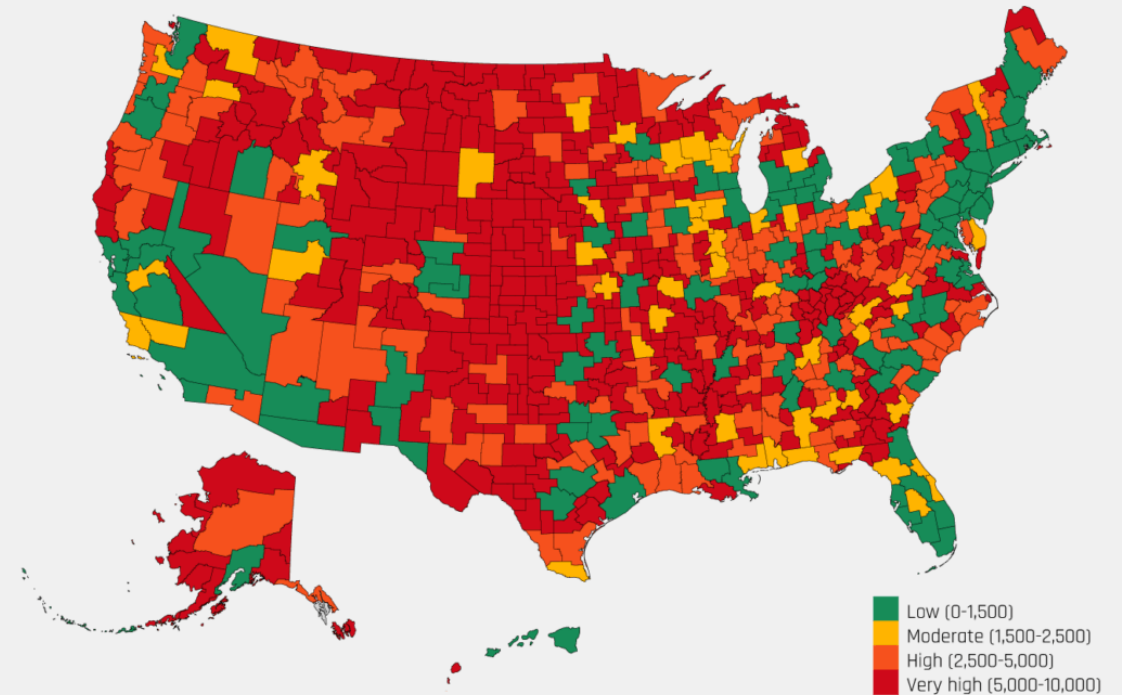 Low (0-1,500)
Moderate (1,500-2,500)
High (2,500-5,000)
Very high (5,000-10,000)